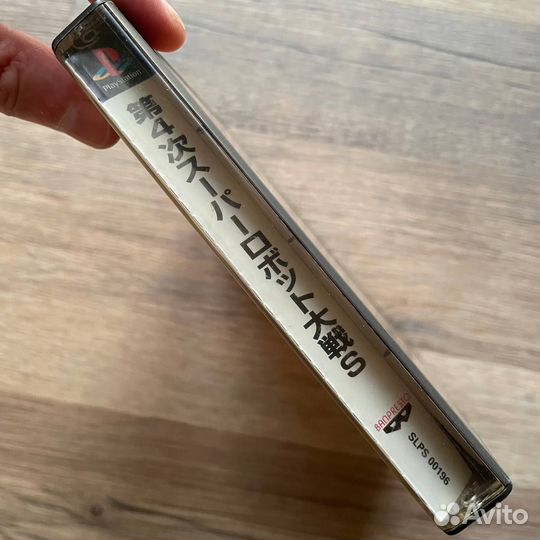 PlayStation
第4次スーパーロボット大戦S
BANPRESTO
SLPS 00196
Avito